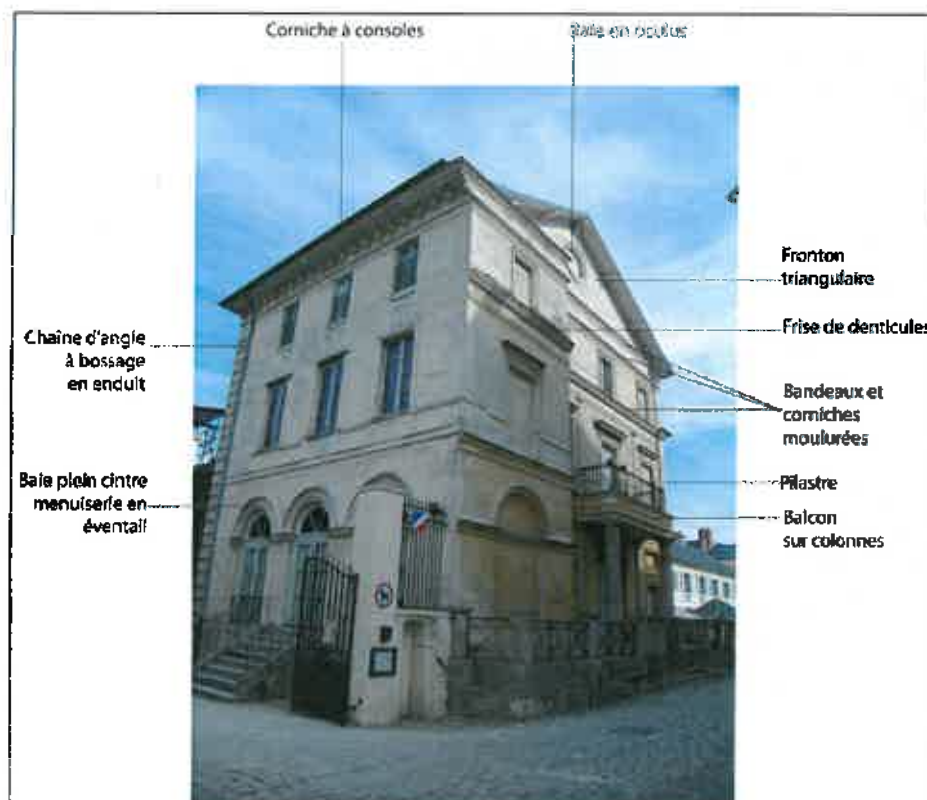 Corniche à consoles
Baie en oculus
Fronton
triangulaire
Frise de denticules
Chaîne d'angle
à bossage
en enduit
Bandeaux et
corniches
moulurées
Baie plein cintre
menuiserie en
éventail
Pilastre
Balcon
sur colonnes